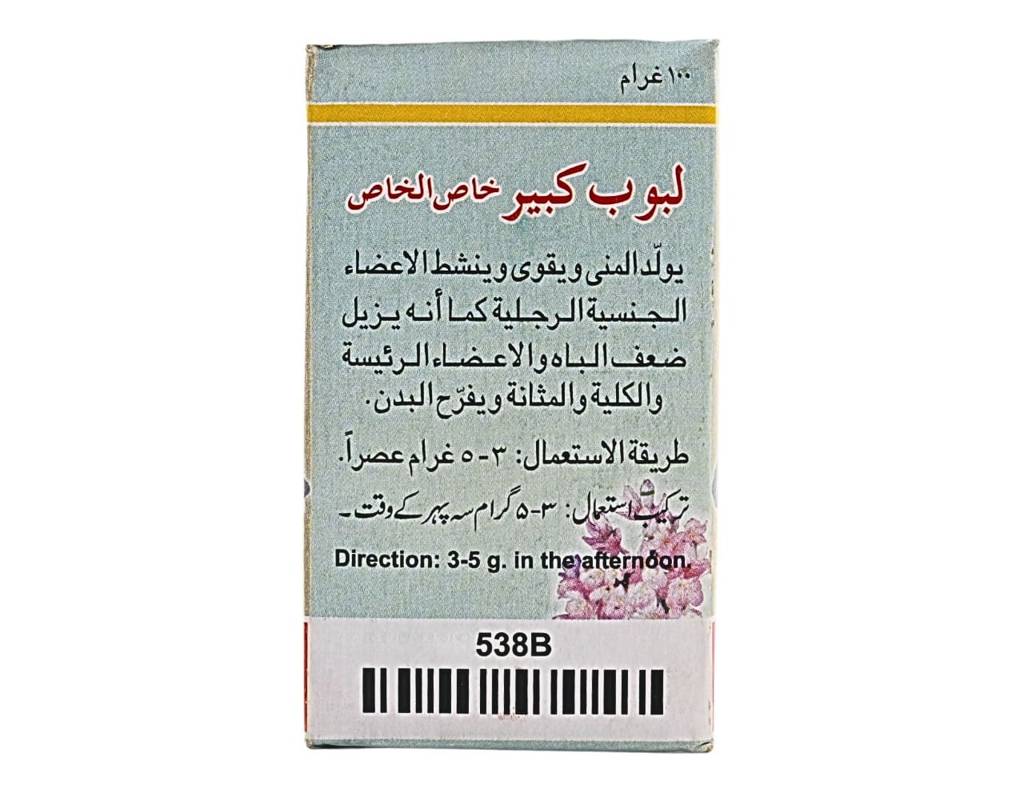 ١٠٠ غرام
لبوب كبير خاص الخاص
يولّد المنى ويقوى وينشط الاعضاء
الجنسية الرجلية كما أنه يزيل
ضعف الباه والاعضاء الرئيسة
والكلية والمثانة ويفرّح البدن.
طريقة الاستعمال: ٣-٥ غرام عصراً.
ترکیب استعمال: ۳-۵ گرام سہ پہر کے وقت۔
Direction: 3-5 g. in the afternoon.
538B